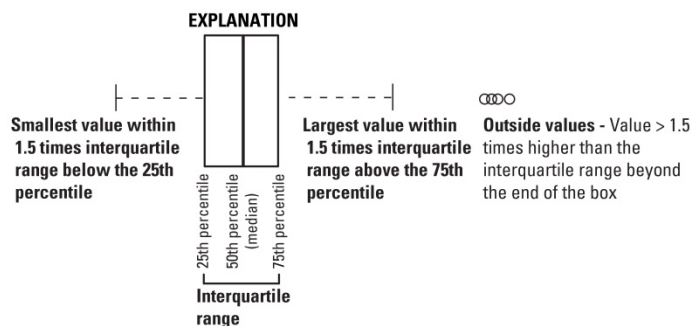 EXPLANATION
Smallest value within
1.5 times interquartile
range below the 25th
percentile
Largest value within
1.5 times interquartile
range above the 75th
percentile
Outside values - Value > 1.5
times higher than the
interquartile range beyond
the end of the box
25th percentile
50th percentile
(median)
75th percentile
Interquartile
range